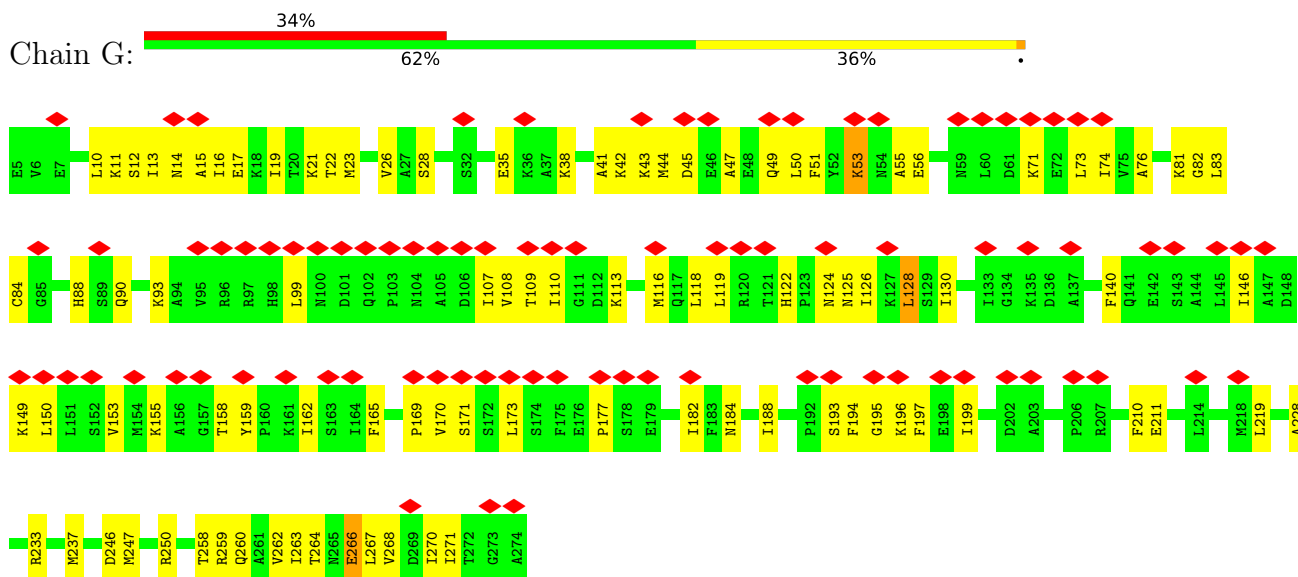 34%
Chain G:
62% 36% •
E5 V6 E7 L10 K11 S12 I13 N14 A15 I16 E17 K18 I19 T20 K21 T22 M23 V26 A27 S28 S32 E35 K36 A37 K38 A41 K42 K43 M44 D45 E46 A47 E48 Q49 L50 F51 Y52 K53 N54 A55 E56 N59 L60 D61 K71 E72 L73 I74 V75 A76 K81 G82 L83
C84 G85 H88 S89 Q90 K93 A94 V95 R96 R97 H98 L99 N100 D101 Q102 P103 N104 A105 D106 I107 V108 T109 I110 G111 D112 K113 M116 Q117 L118 L119 R120 T121 H122 P123 N124 N125 I126 K127 L128 S129 I130 I133 G134 K135 D136 A137 F140 Q141 E142 S143 A144 L145 I146 A147 D148
K149 L150 L151 S152 V153 M154 K155 A156 G157 T158 Y159 P160 K161 I162 S163 I164 F165 P169 V170 S171 S172 L173 S174 F175 E176 P177 S178 E179 I182 F183 N184 I188 P192 S193 F194 G195 K196 F197 E198 I199 D202 A203 P206 R207 F210 E211 L214 M218 L219 A228
R233 M237 D246 M247 R250 T258 R259 Q260 A261 V262 I263 T264 N265 E266 L267 V268 D269 I270 I271 T272 G273 A274